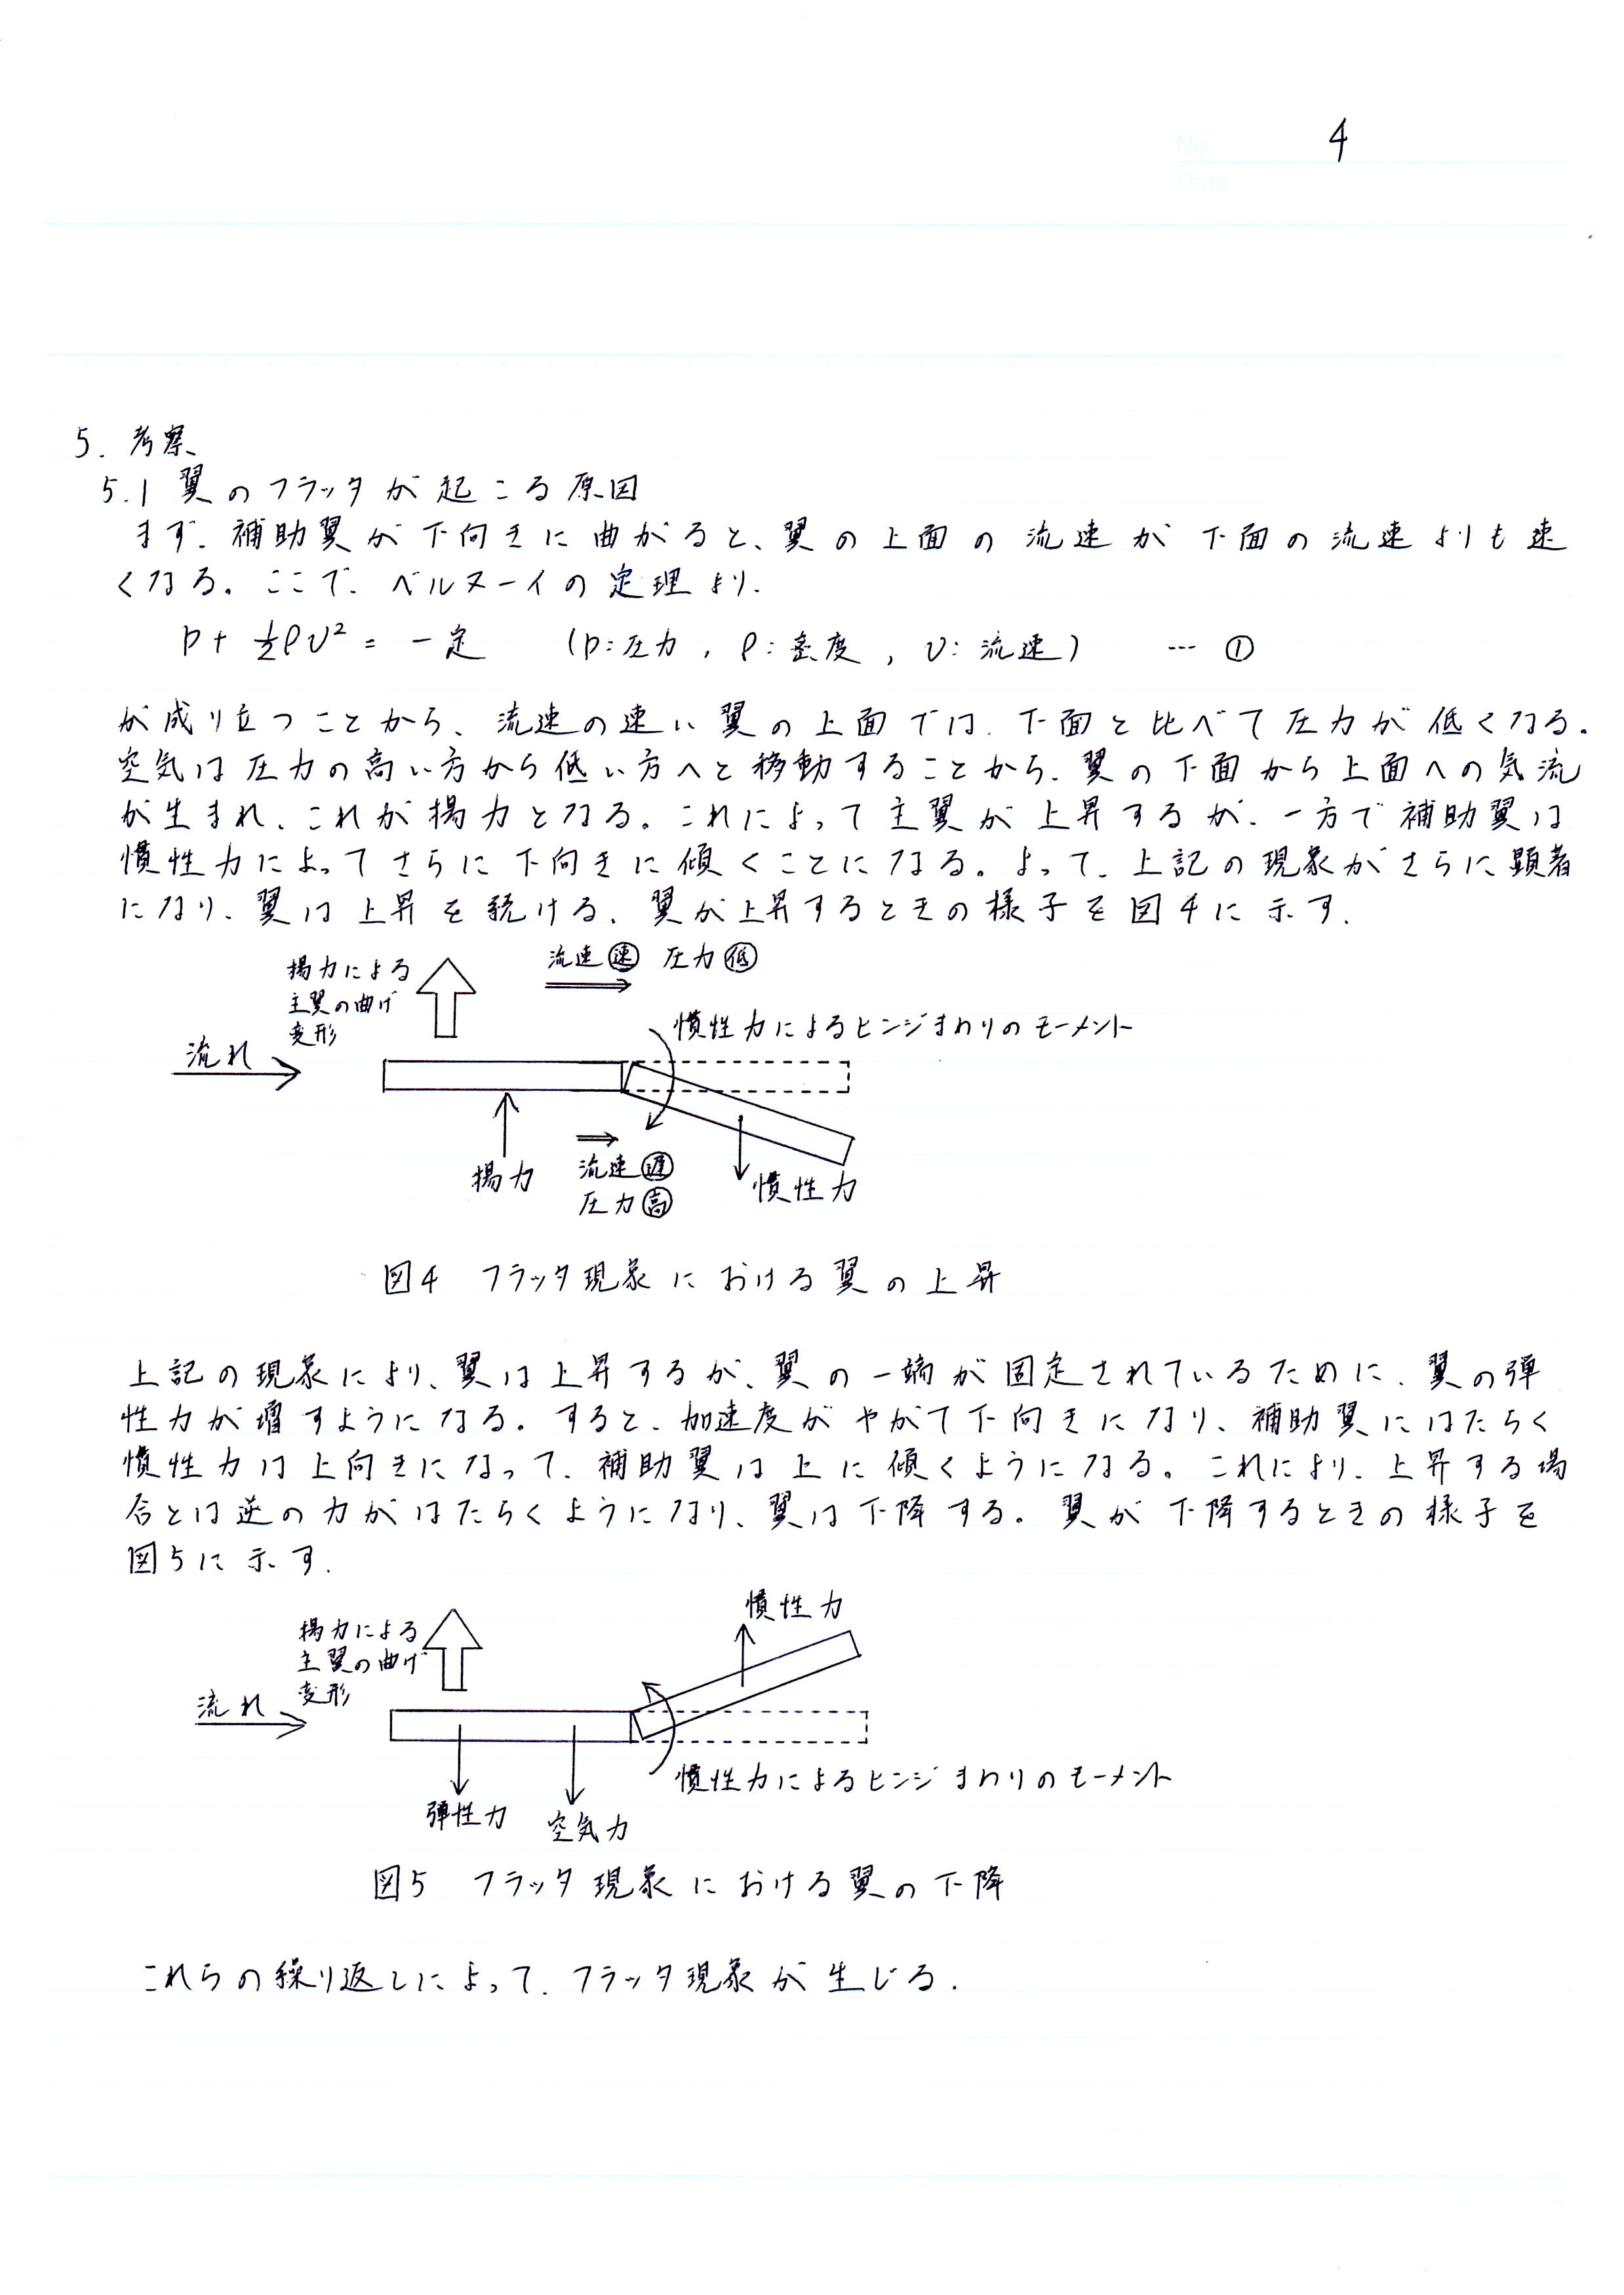 No. 4
Date
5. 考察
5.1 翼のフラッタが起こる原因
まず、補助翼が下向きに曲がると、翼の上面の流速が下面の流速よりも速
くなる。ここで、ベルヌーイの定理より、
p + 1/2 ρv² = 一定 (p:圧力, ρ:密度, v:流速) … ①
が成り立つことから、流速の速い翼の上面では、下面と比べて圧力が低くなる。
空気は圧力の高い方から低い方へと移動することから、翼の下面から上面への気流
が生まれ、これが揚力となる。これによって主翼が上昇するが、一方で補助翼は
慣性力によってさらに下向きに傾くことになる。よって、上記の現象がさらに顕著
になり、翼は上昇を続ける。翼が上昇するときの様子を図4に示す.
流速速 圧力低
揚力による
主翼の曲げ
変形
慣性力によるヒンジまわりのモーメント
流れ
揚力
流速遅
圧力高
慣性力
図4 フラッタ現象における翼の上昇
上記の現象により、翼は上昇するが、翼の一端が固定されているために、翼の弾
性力が増すようになる。すると、加速度がやがて下向きになり、補助翼にはたらく
慣性力は上向きになって、補助翼は上に傾くようになる。これにより、上昇する場
合とは逆の力がはたらくようになり、翼は下降する。翼が下降するときの様子を
図5に示す.
慣性力
揚力による
主翼の曲げ
変形
流れ
慣性力によるヒンジまわりのモーメント
弾性力
空気力
図5 フラッタ現象における翼の下降
これらの繰り返しによって、フラッタ現象が生じる.